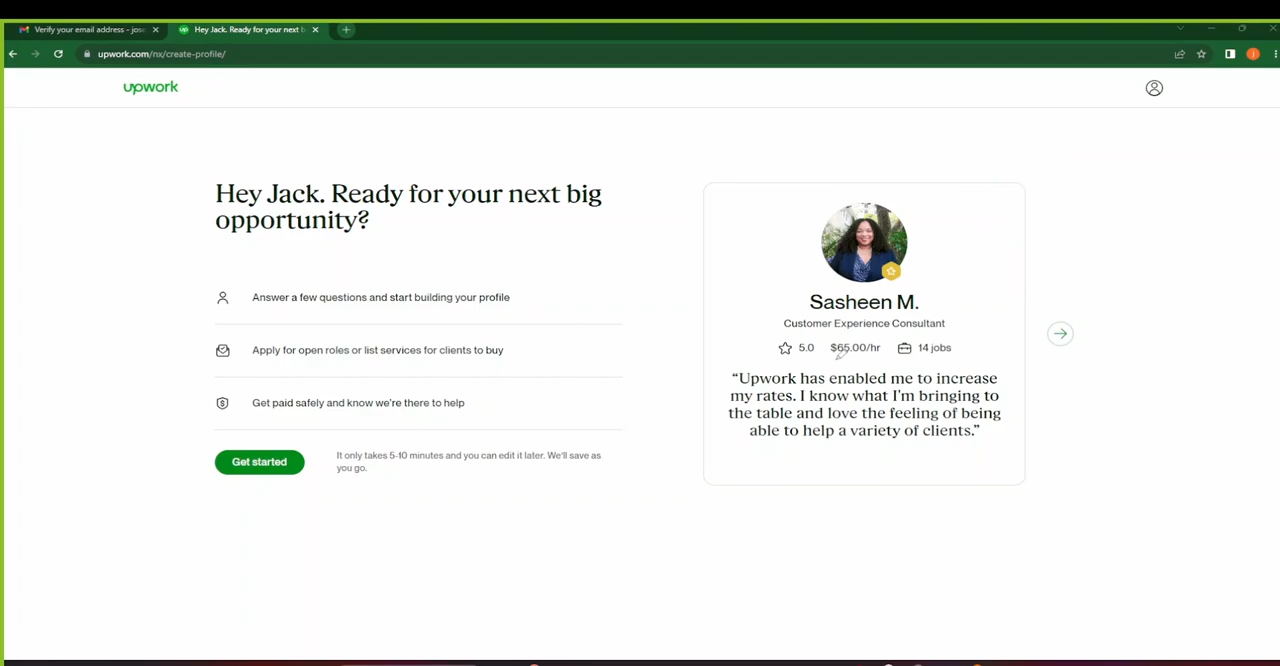 Verify your email address - jos
Hey Jack. Ready for your next b
upwork.com/nx/create-profile/
upwork
Hey Jack. Ready for your next big
opportunity?
Answer a few questions and start building your profile
Apply for open roles or list services for clients to buy
Get paid safely and know we're there to help
Get started
It only takes 5-10 minutes and you can edit it later. We'll save as
you go.
Sasheen M.
Customer Experience Consultant
5.0 $65.00/hr 14 jobs
“Upwork has enabled me to increase
my rates. I know what I'm bringing to
the table and love the feeling of being
able to help a variety of clients.”